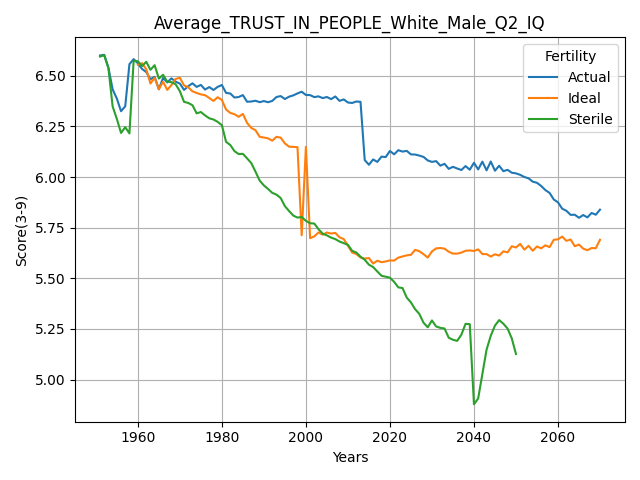 Average_TRUST_IN_PEOPLE_White_Male_Q2_IQ
Fertility
Actual
Ideal
Sterile
Score(3-9)
6.50
6.25
6.00
5.75
5.50
5.25
5.00
1960
1980
2000
2020
2040
2060
Years